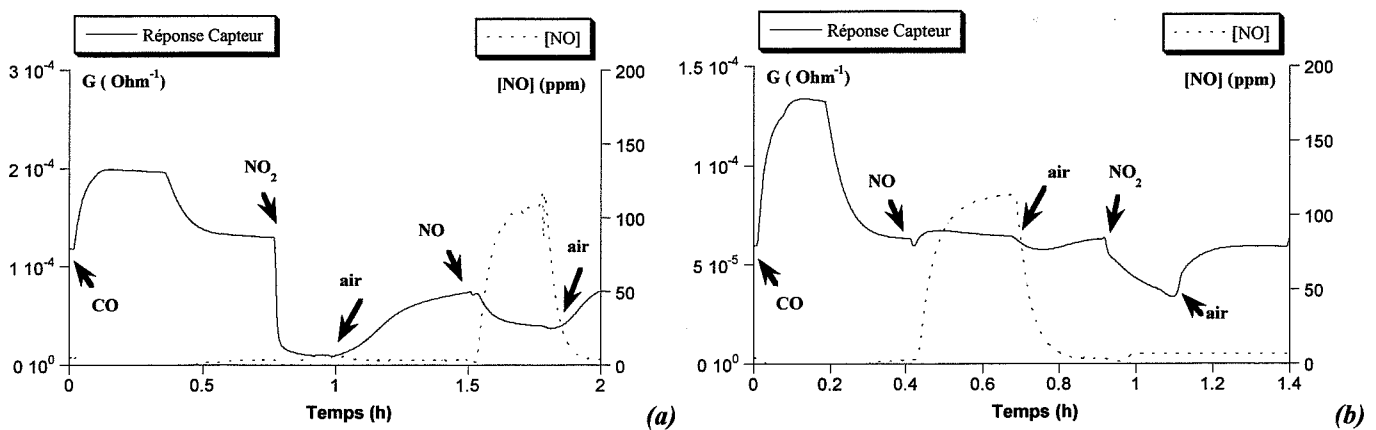 Réponse Capteur
[NO]
G ( Ohm⁻¹)
[NO] (ppm)
3 10⁻⁴
2 10⁻⁴
1 10⁻⁴
0 10⁰
200
150
100
50
0
CO
NO₂
air
NO
air
0
0.5
1
1.5
2
Temps (h)
(a)
Réponse Capteur
[NO]
G ( Ohm⁻¹)
[NO] (ppm)
1.5 10⁻⁴
1 10⁻⁴
5 10⁻⁵
0 10⁰
200
150
100
50
0
CO
NO
air
NO₂
air
0
0.2
0.4
0.6
0.8
1
1.2
1.4
Temps (h)
(b)